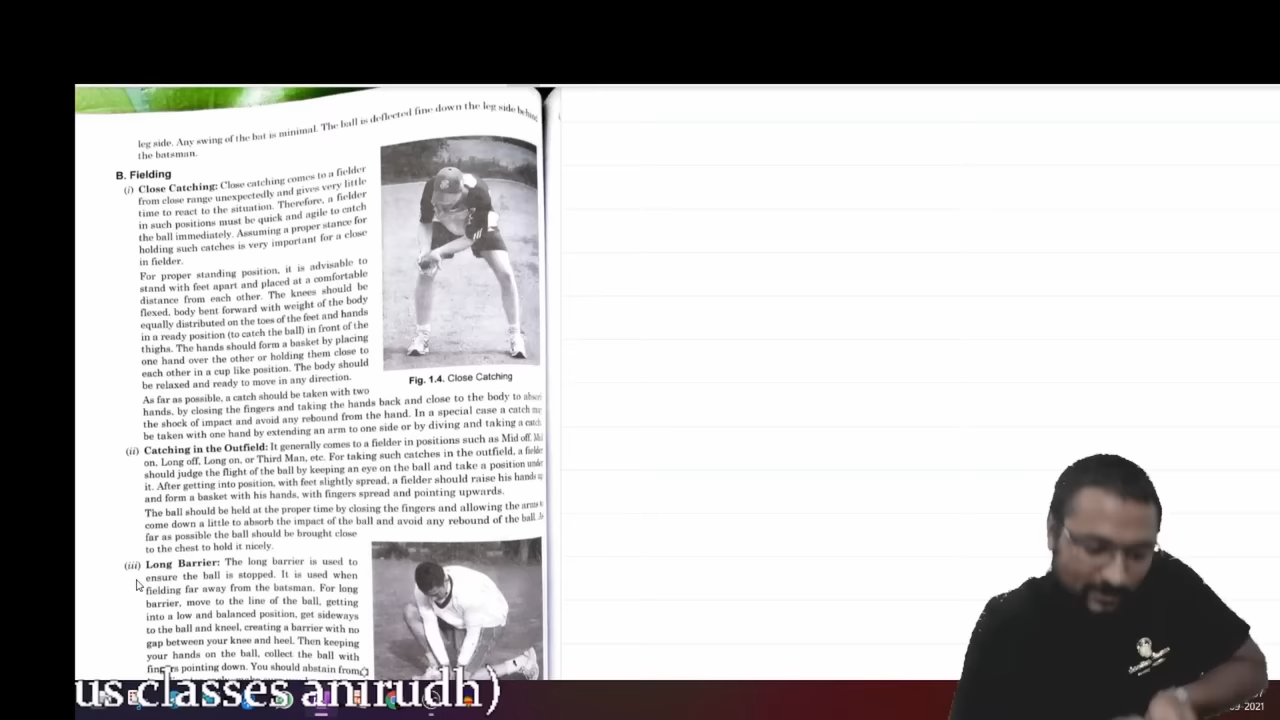 leg side. Any swing of the bat is minimal. The ball is deflected fine down the leg side behind
the batsman.
B. Fielding
(i) Close Catching: Close catching comes to a fielder
from close range unexpectedly and gives very little
time to react to the situation. Therefore, a fielder
in such positions must be quick and agile to catch
the ball immediately. Assuming a proper stance for
holding such catches is very important for a close
in fielder.
For proper standing position, it is advisable to
stand with feet apart and placed at a comfortable
distance from each other. The knees should be
flexed, body bent forward with weight of the body
equally distributed on the toes of the feet and hands
in a ready position (to catch the ball) in front of the
thighs. The hands should form a basket by placing
one hand over the other or holding them close to
each other in a cup like position. The body should
be relaxed and ready to move in any direction.
Fig. 1.4. Close Catching
As far as possible, a catch should be taken with two
hands, by closing the fingers and taking the hands back and close to the body to
the shock of impact and avoid any rebound from the hand. In a special case a catch
be taken with one hand by extending an arm to one side or by diving and taking a
(ii) Catching in the Outfield: It generally comes to a fielder in positions such as Mid off,
on, Long off, Long on, or Third Man, etc. For taking such catches in the outfield, a
should judge the flight of the ball by keeping an eye on the ball and take a position
it. After getting into position, with feet slightly spread, a fielder should raise his hands
and form a basket with his hands, with fingers spread and pointing upwards.
The ball should be held at the proper time by closing the fingers and allowing the arms
come down a little to absorb the impact of the ball and avoid any rebound of the ball.
far as possible the ball should be brought close
to the chest to hold it nicely.
(iii) Long Barrier: The long barrier is used to
ensure the ball is stopped. It is used when
fielding far away from the batsman. For long
barrier, move to the line of the ball, getting
into a low and balanced position, get sideways
to the ball and kneel, creating a barrier with no
gap between your knee and heel. Then keeping
your hands on the ball, collect the ball with
fingers pointing down. You should abstain from
us classes anirudh)
-2021